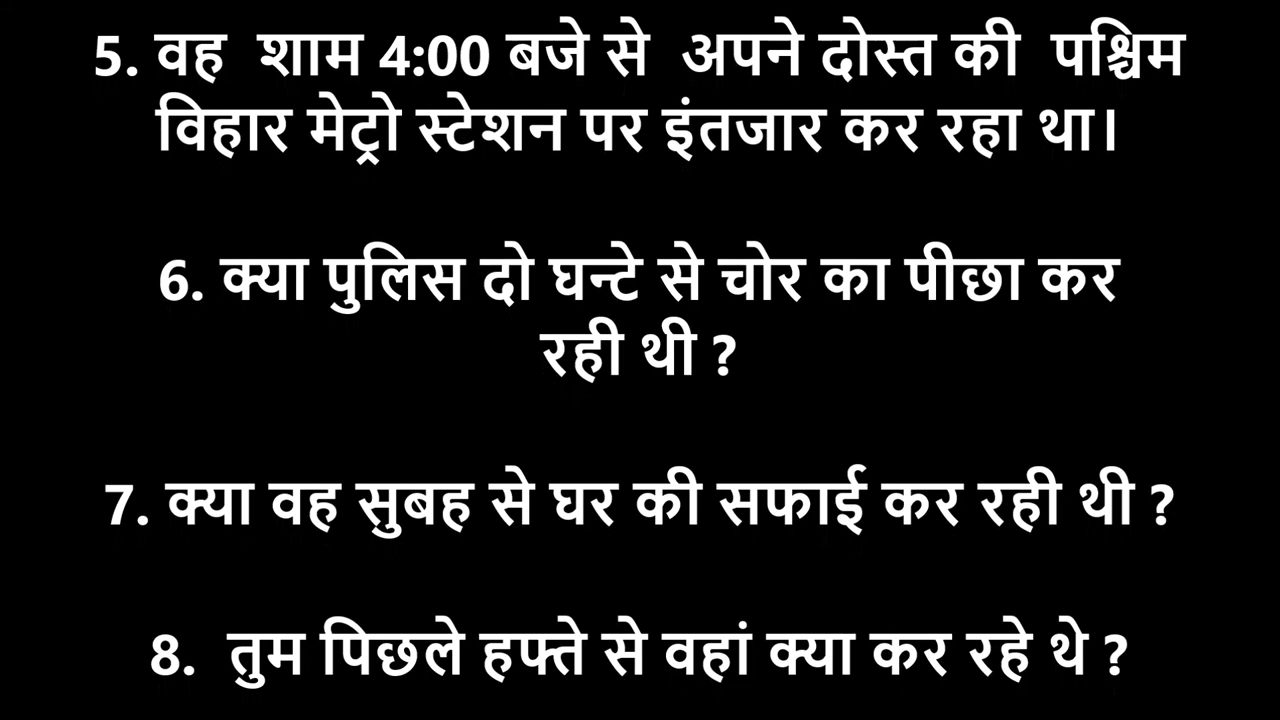 5. वह शाम 4:00 बजे से अपने दोस्त की पश्चिम
विहार मेट्रो स्टेशन पर इंतजार कर रहा था।
6. क्या पुलिस दो घन्टे से चोर का पीछा कर
रही थी ?
7. क्या वह सुबह से घर की सफाई कर रही थी ?
8. तुम पिछले हफ्ते से वहां क्या कर रहे थे ?